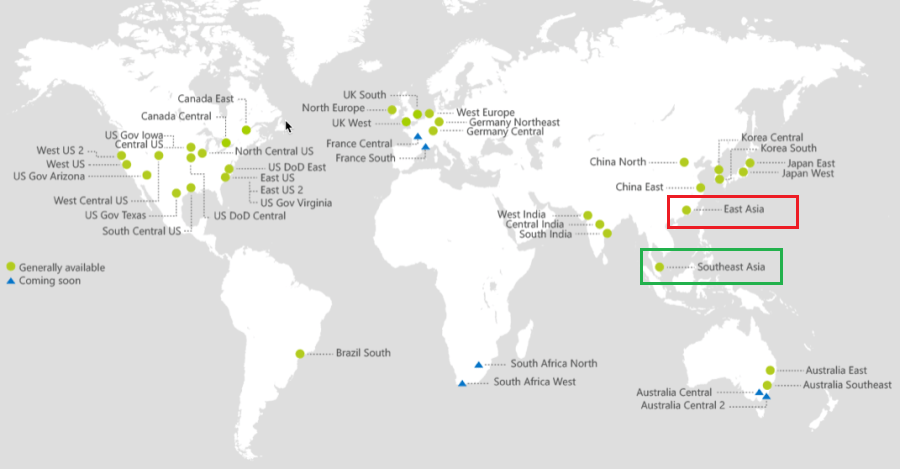 Canada East
Canada Central
US Gov Iowa
Central US
West US 2
West US
US Gov Arizona
North Central US
US DoD East
East US
East US 2
US Gov Virginia
West Central US
US Gov Texas
US DoD Central
South Central US
Generally available
Coming soon
Brazil South
UK South
North Europe
UK West
West Europe
Germany Northeast
Germany Central
France Central
France South
South Africa North
South Africa West
West India
Central India
South India
Korea Central
Korea South
China North
Japan East
Japan West
China East
East Asia
Southeast Asia
Australia East
Australia Southeast
Australia Central
Australia Central 2